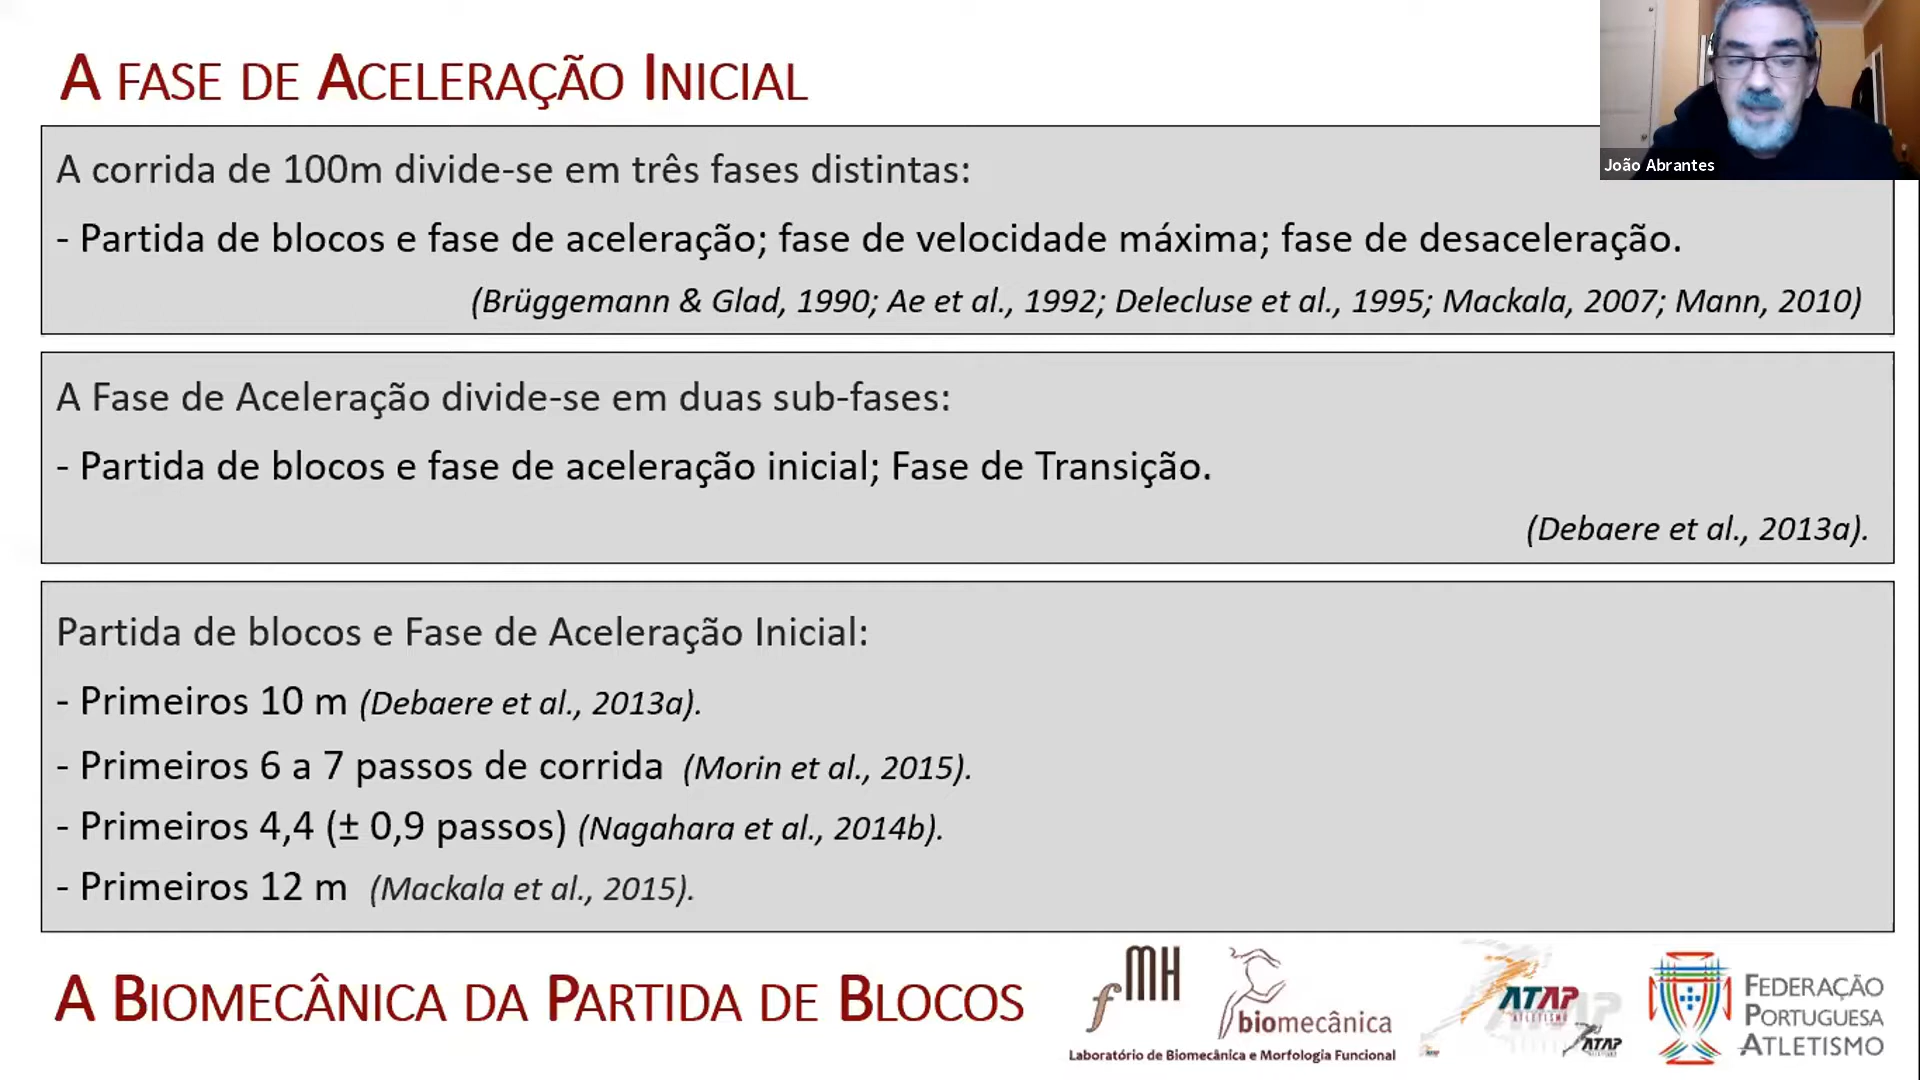 A FASE DE ACELERAÇÃO INICIAL
João Abrantes
A corrida de 100m divide-se em três fases distintas:
- Partida de blocos e fase de aceleração; fase de velocidade máxima; fase de desaceleração.
(Brüggemann & Glad, 1990; Ae et al., 1992; Delecluse et al., 1995; Mackala, 2007; Mann, 2010)
A Fase de Aceleração divide-se em duas sub-fases:
- Partida de blocos e fase de aceleração inicial; Fase de Transição.
(Debaere et al., 2013a).
Partida de blocos e Fase de Aceleração Inicial:
- Primeiros 10 m (Debaere et al., 2013a).
- Primeiros 6 a 7 passos de corrida (Morin et al., 2015).
- Primeiros 4,4 (± 0,9 passos) (Nagahara et al., 2014b).
- Primeiros 12 m (Mackala et al., 2015).
A BIOMECÂNICA DA PARTIDA DE BLOCOS
fMH
biomecânica
Laboratório de Biomecânica e Morfologia Funcional
ATAP
ATLETISMO
ATAP
FEDERAÇÃO
PORTUGUESA
ATLETISMO